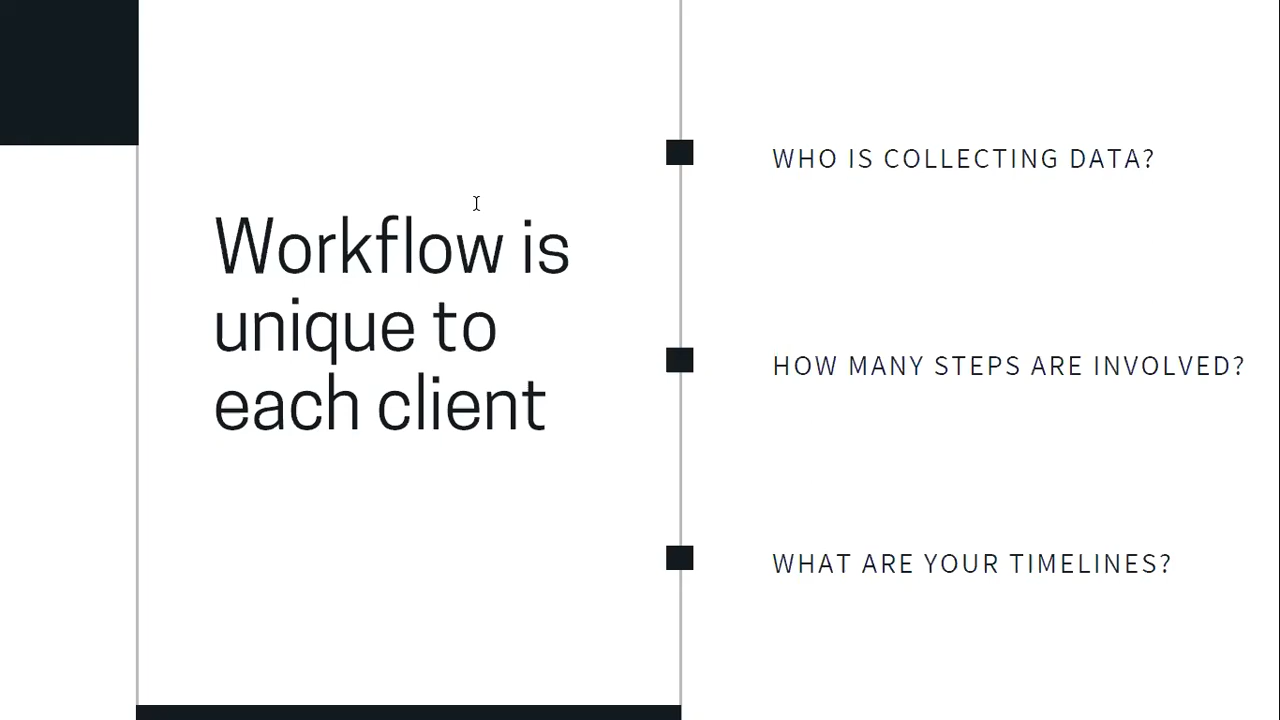 Workflow is
unique to
each client
WHO IS COLLECTING DATA?
HOW MANY STEPS ARE INVOLVED?
WHAT ARE YOUR TIMELINES?